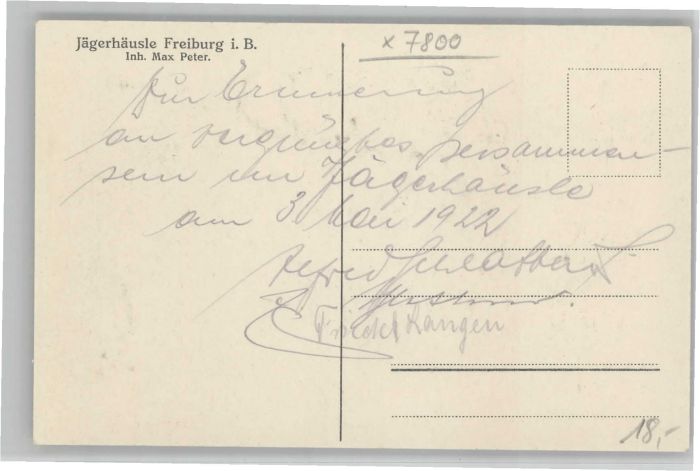 Jägerhäusle Freiburg i. B.
Inh. Max Peter.
x 7800
Zur Erinnerung
an vergnügtes Beisammen-
sein im Jägerhäusle
am 3 Mai 1922
Alfred
Friedel Langen
18,-